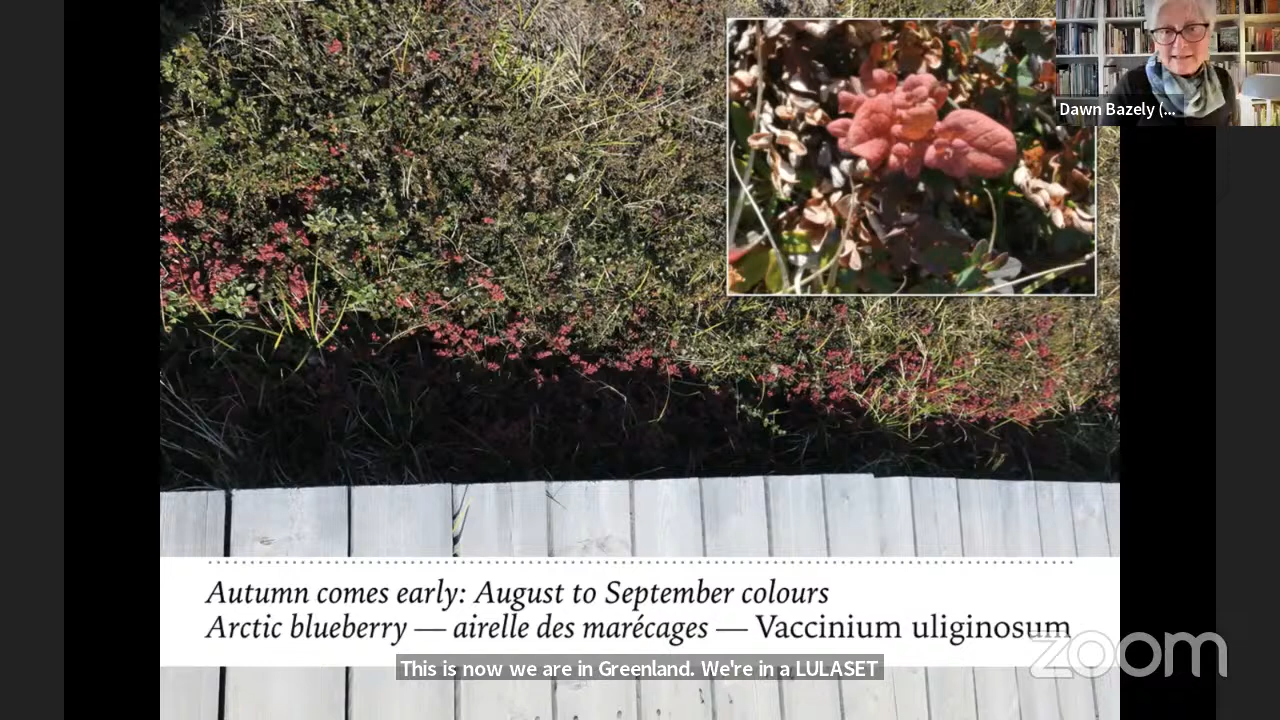 Dawn Bazely (...
Autumn comes early: August to September colours
Arctic blueberry — airelle des marécages — Vaccinium uliginosum
This is now we are in Greenland. We're in a LULASET
zoom